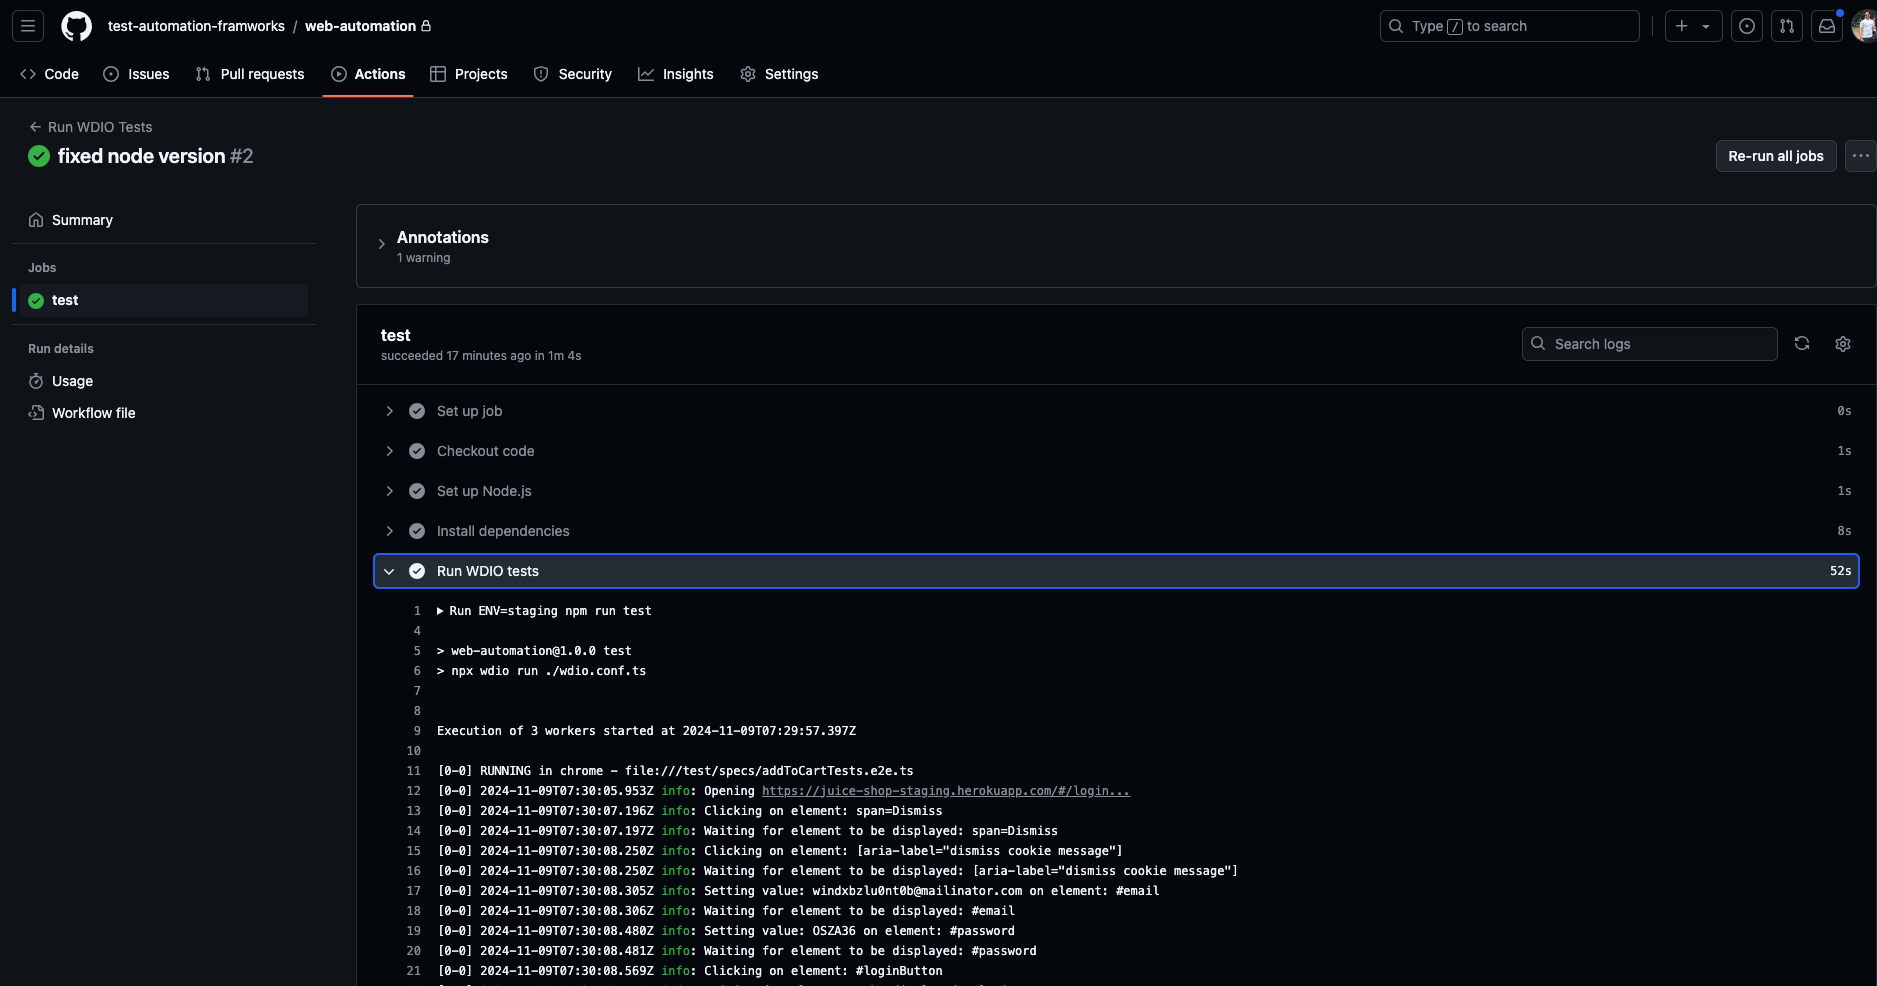 test-automation-framworks / web-automation
Type / to search
Code Issues Pull requests Actions Projects Security Insights Settings
Run WDIO Tests
fixed node version #2
Re-run all jobs
Summary
Jobs
test
Run details
Usage
Workflow file
Annotations
1 warning
test
succeeded 17 minutes ago in 1m 4s
Search logs
Set up job 0s
Checkout code 1s
Set up Node.js 1s
Install dependencies 8s
Run WDIO tests 52s
1 Run ENV=staging npm run test
4
5 > web-automation@1.0.0 test
6 > npx wdio run ./wdio.conf.ts
7
8
9 Execution of 3 workers started at 2024-11-09T07:29:57.397Z
10
11 [0-0] RUNNING in chrome - file:///test/specs/addToCartTests.e2e.ts
12 [0-0] 2024-11-09T07:30:05.953Z info: Opening https://juice-shop-staging.herokuapp.com/#/login...
13 [0-0] 2024-11-09T07:30:07.196Z info: Clicking on element: span=Dismiss
14 [0-0] 2024-11-09T07:30:07.197Z info: Waiting for element to be displayed: span=Dismiss
15 [0-0] 2024-11-09T07:30:08.250Z info: Clicking on element: [aria-label="dismiss cookie message"]
16 [0-0] 2024-11-09T07:30:08.250Z info: Waiting for element to be displayed: [aria-label="dismiss cookie message"]
17 [0-0] 2024-11-09T07:30:08.305Z info: Setting value: windxbzlu0nt0b@mailinator.com on element: #email
18 [0-0] 2024-11-09T07:30:08.306Z info: Waiting for element to be displayed: #email
19 [0-0] 2024-11-09T07:30:08.480Z info: Setting value: OSZA36 on element: #password
20 [0-0] 2024-11-09T07:30:08.481Z info: Waiting for element to be displayed: #password
21 [0-0] 2024-11-09T07:30:08.569Z info: Clicking on element: #loginButton